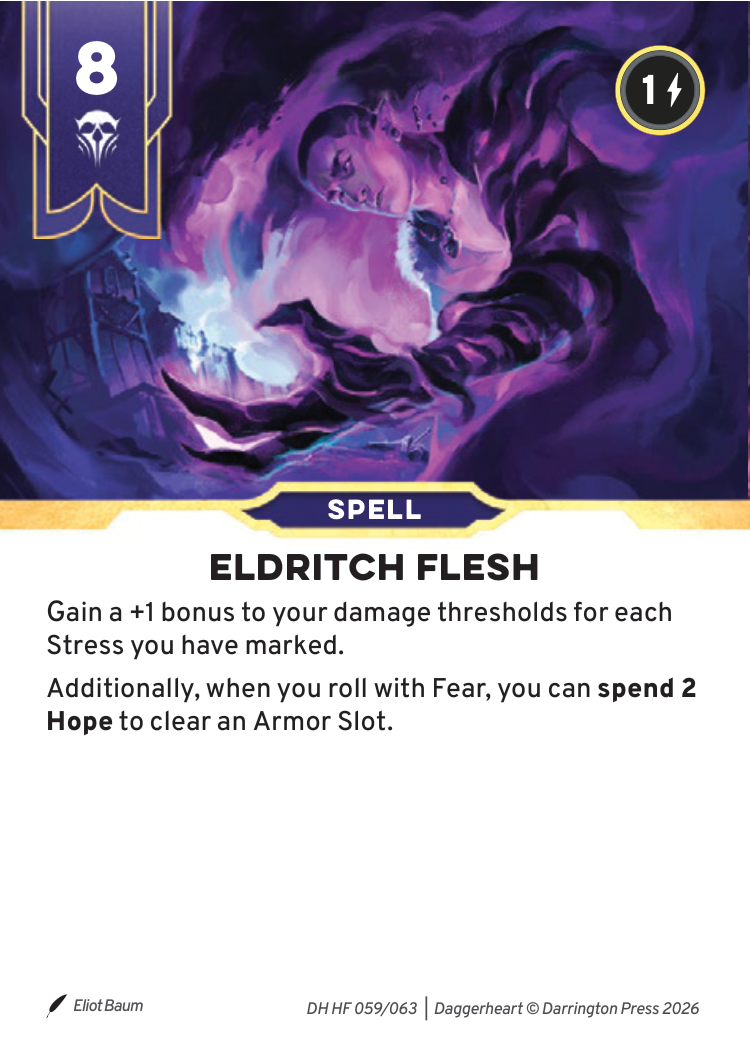 8
1
SPELL
ELDRITCH FLESH
Gain a +1 bonus to your damage thresholds for each
Stress you have marked.
Additionally, when you roll with Fear, you can spend 2
Hope to clear an Armor Slot.
Eliot Baum
DH HF 059/063 | Daggerheart © Darrington Press 2026